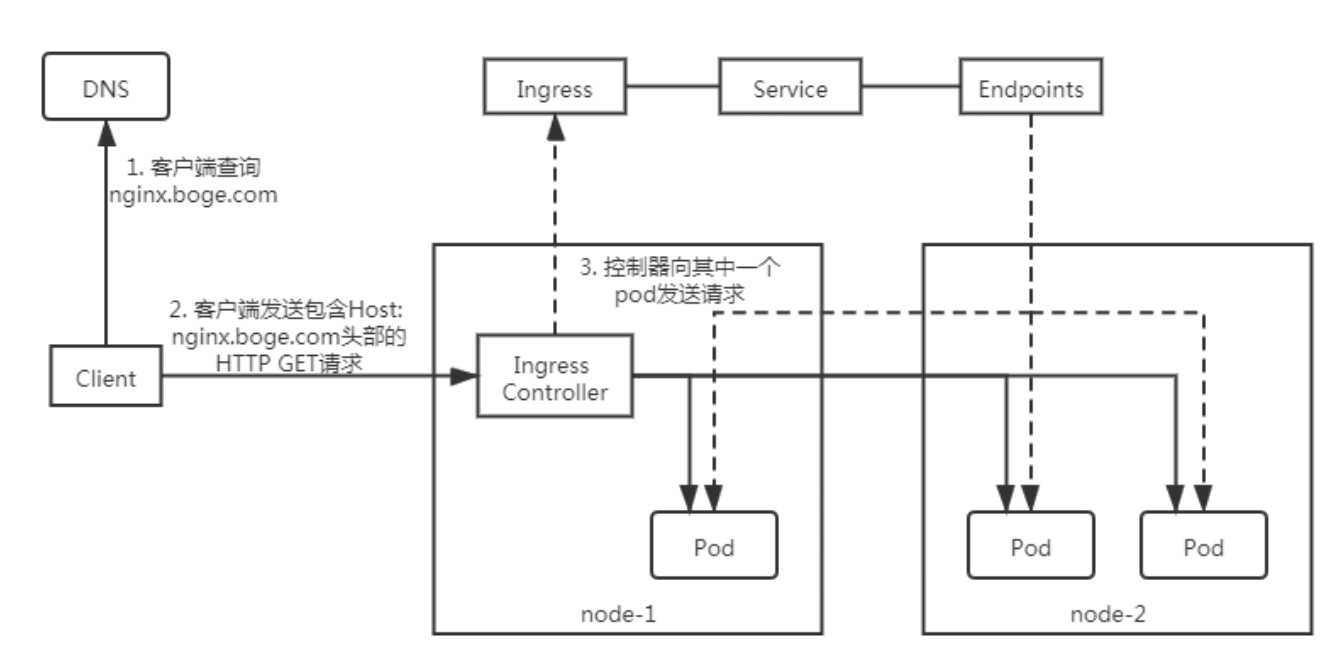 DNS
Ingress
Service
Endpoints
1. 客户端查询
nginx.boge.com
2. 客户端发送包含Host:
nginx.boge.com头部的
HTTP GET请求
3. 控制器向其中一个
pod发送请求
Client
Ingress
Controller
Pod
Pod
Pod
node-1
node-2